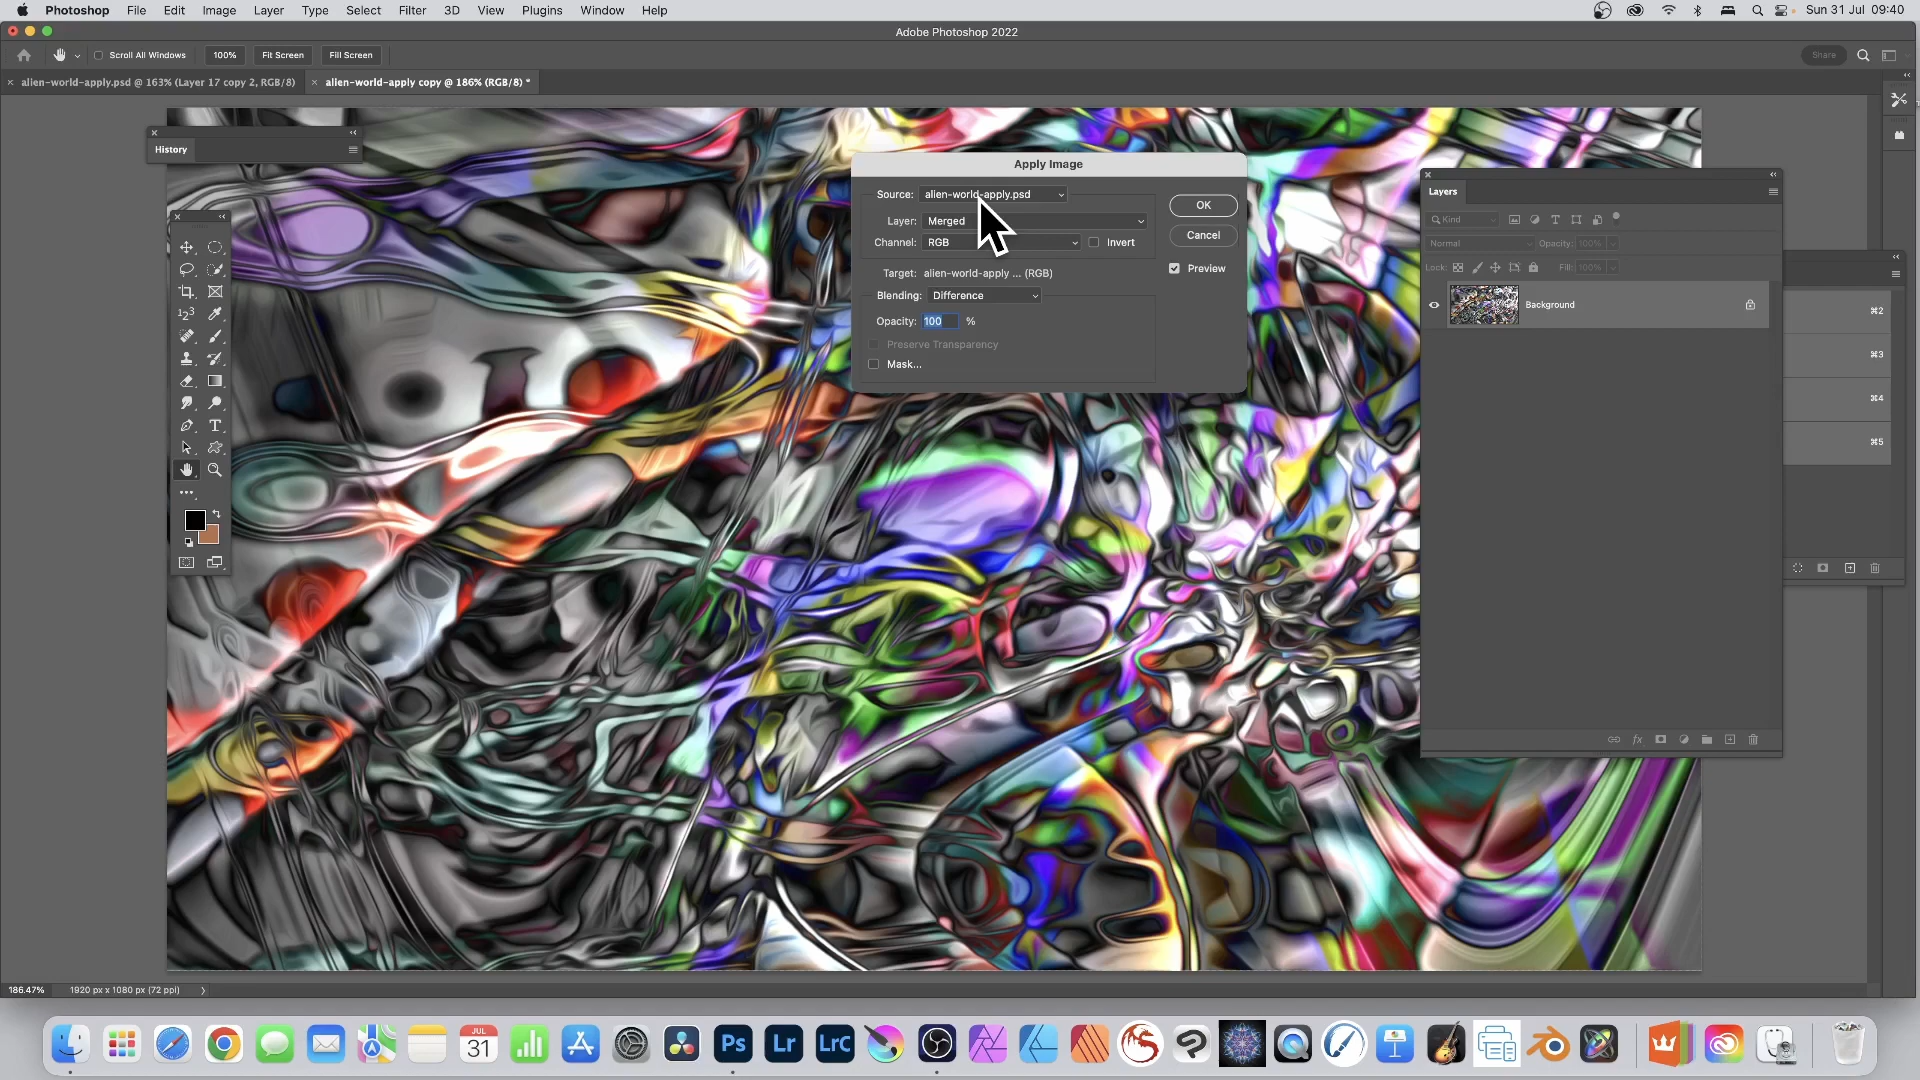 Photoshop File Edit Image Layer Type Select Filter 3D View Plugins Window Help Sun 31 Jul 09:40
Adobe Photoshop 2022
Scroll All Windows 100% Fit Screen Fill Screen Share
alien-world-apply.psd @ 163% (Layer 17 copy 2, RGB/8) alien-world-apply copy @ 186% (RGB/8) *
History
Apply Image
Source: alien-world-apply.psd
OK
Layer: Merged
Cancel
Channel: RGB Invert
Target: alien-world-apply ... (RGB)
Preview
Blending: Difference
Opacity: 100 %
Preserve Transparency
Mask...
Layers
Kind
Normal Opacity: 100%
Lock: Fill: 100%
Background
⌘2
⌘3
⌘4
⌘5
186.47% 1920 px x 1080 px (72 ppi)
JUL
31
Ps
Lr
LrC